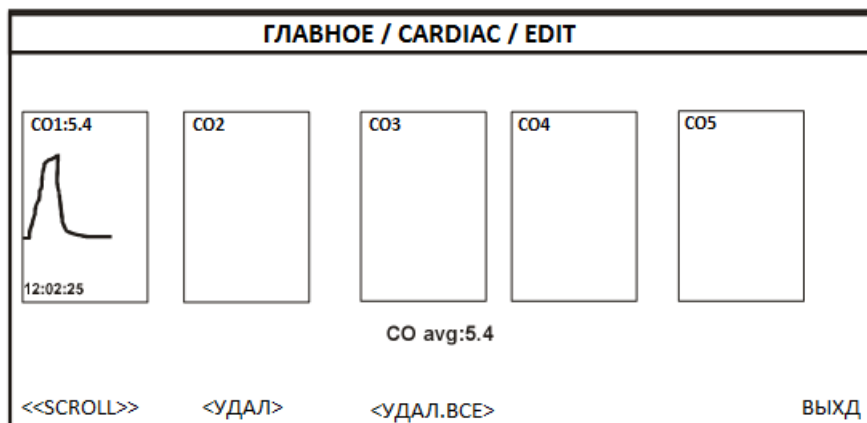 ГЛАВНОЕ / CARDIAC / EDIT
CO1:5.4 CO2 CO3 CO4 CO5
12:02:25
CO avg:5.4
<<SCROLL>> <УДАЛ> <УДАЛ.ВСЕ> ВЫХД